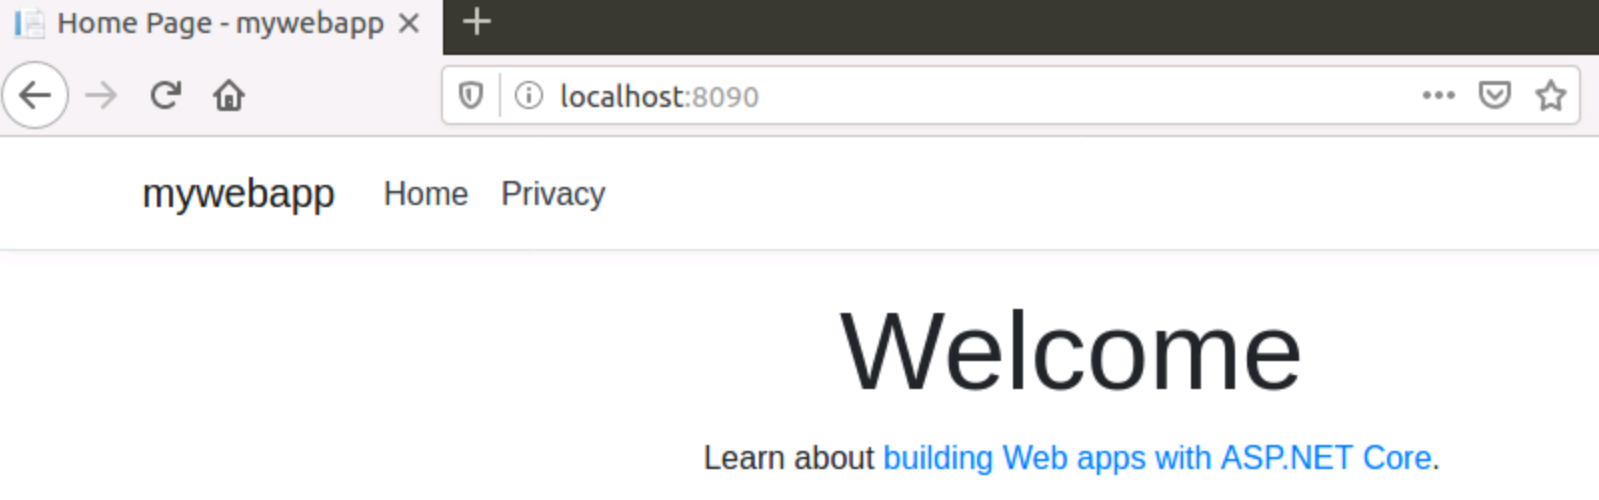 Home Page - mywebapp
localhost:8090
mywebapp Home Privacy
Welcome
Learn about building Web apps with ASP.NET Core.